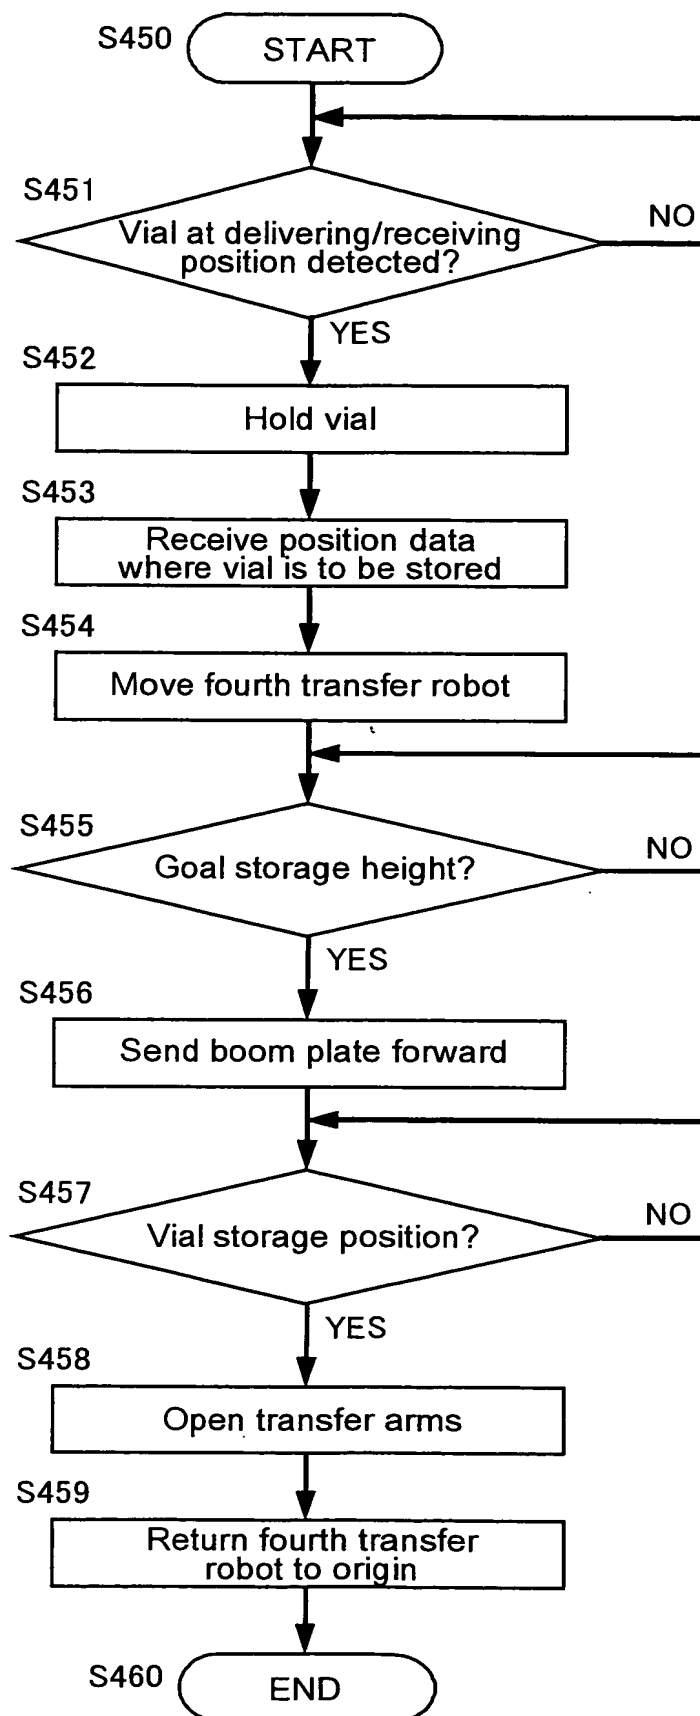 S450
START
S451
Vial at delivering/receiving
position detected?
NO
YES
S452
Hold vial
S453
Receive position data
where vial is to be stored
S454
Move fourth transfer robot
S455
Goal storage height?
NO
YES
S456
Send boom plate forward
S457
Vial storage position?
NO
YES
S458
Open transfer arms
S459
Return fourth transfer
robot to origin
S460
END